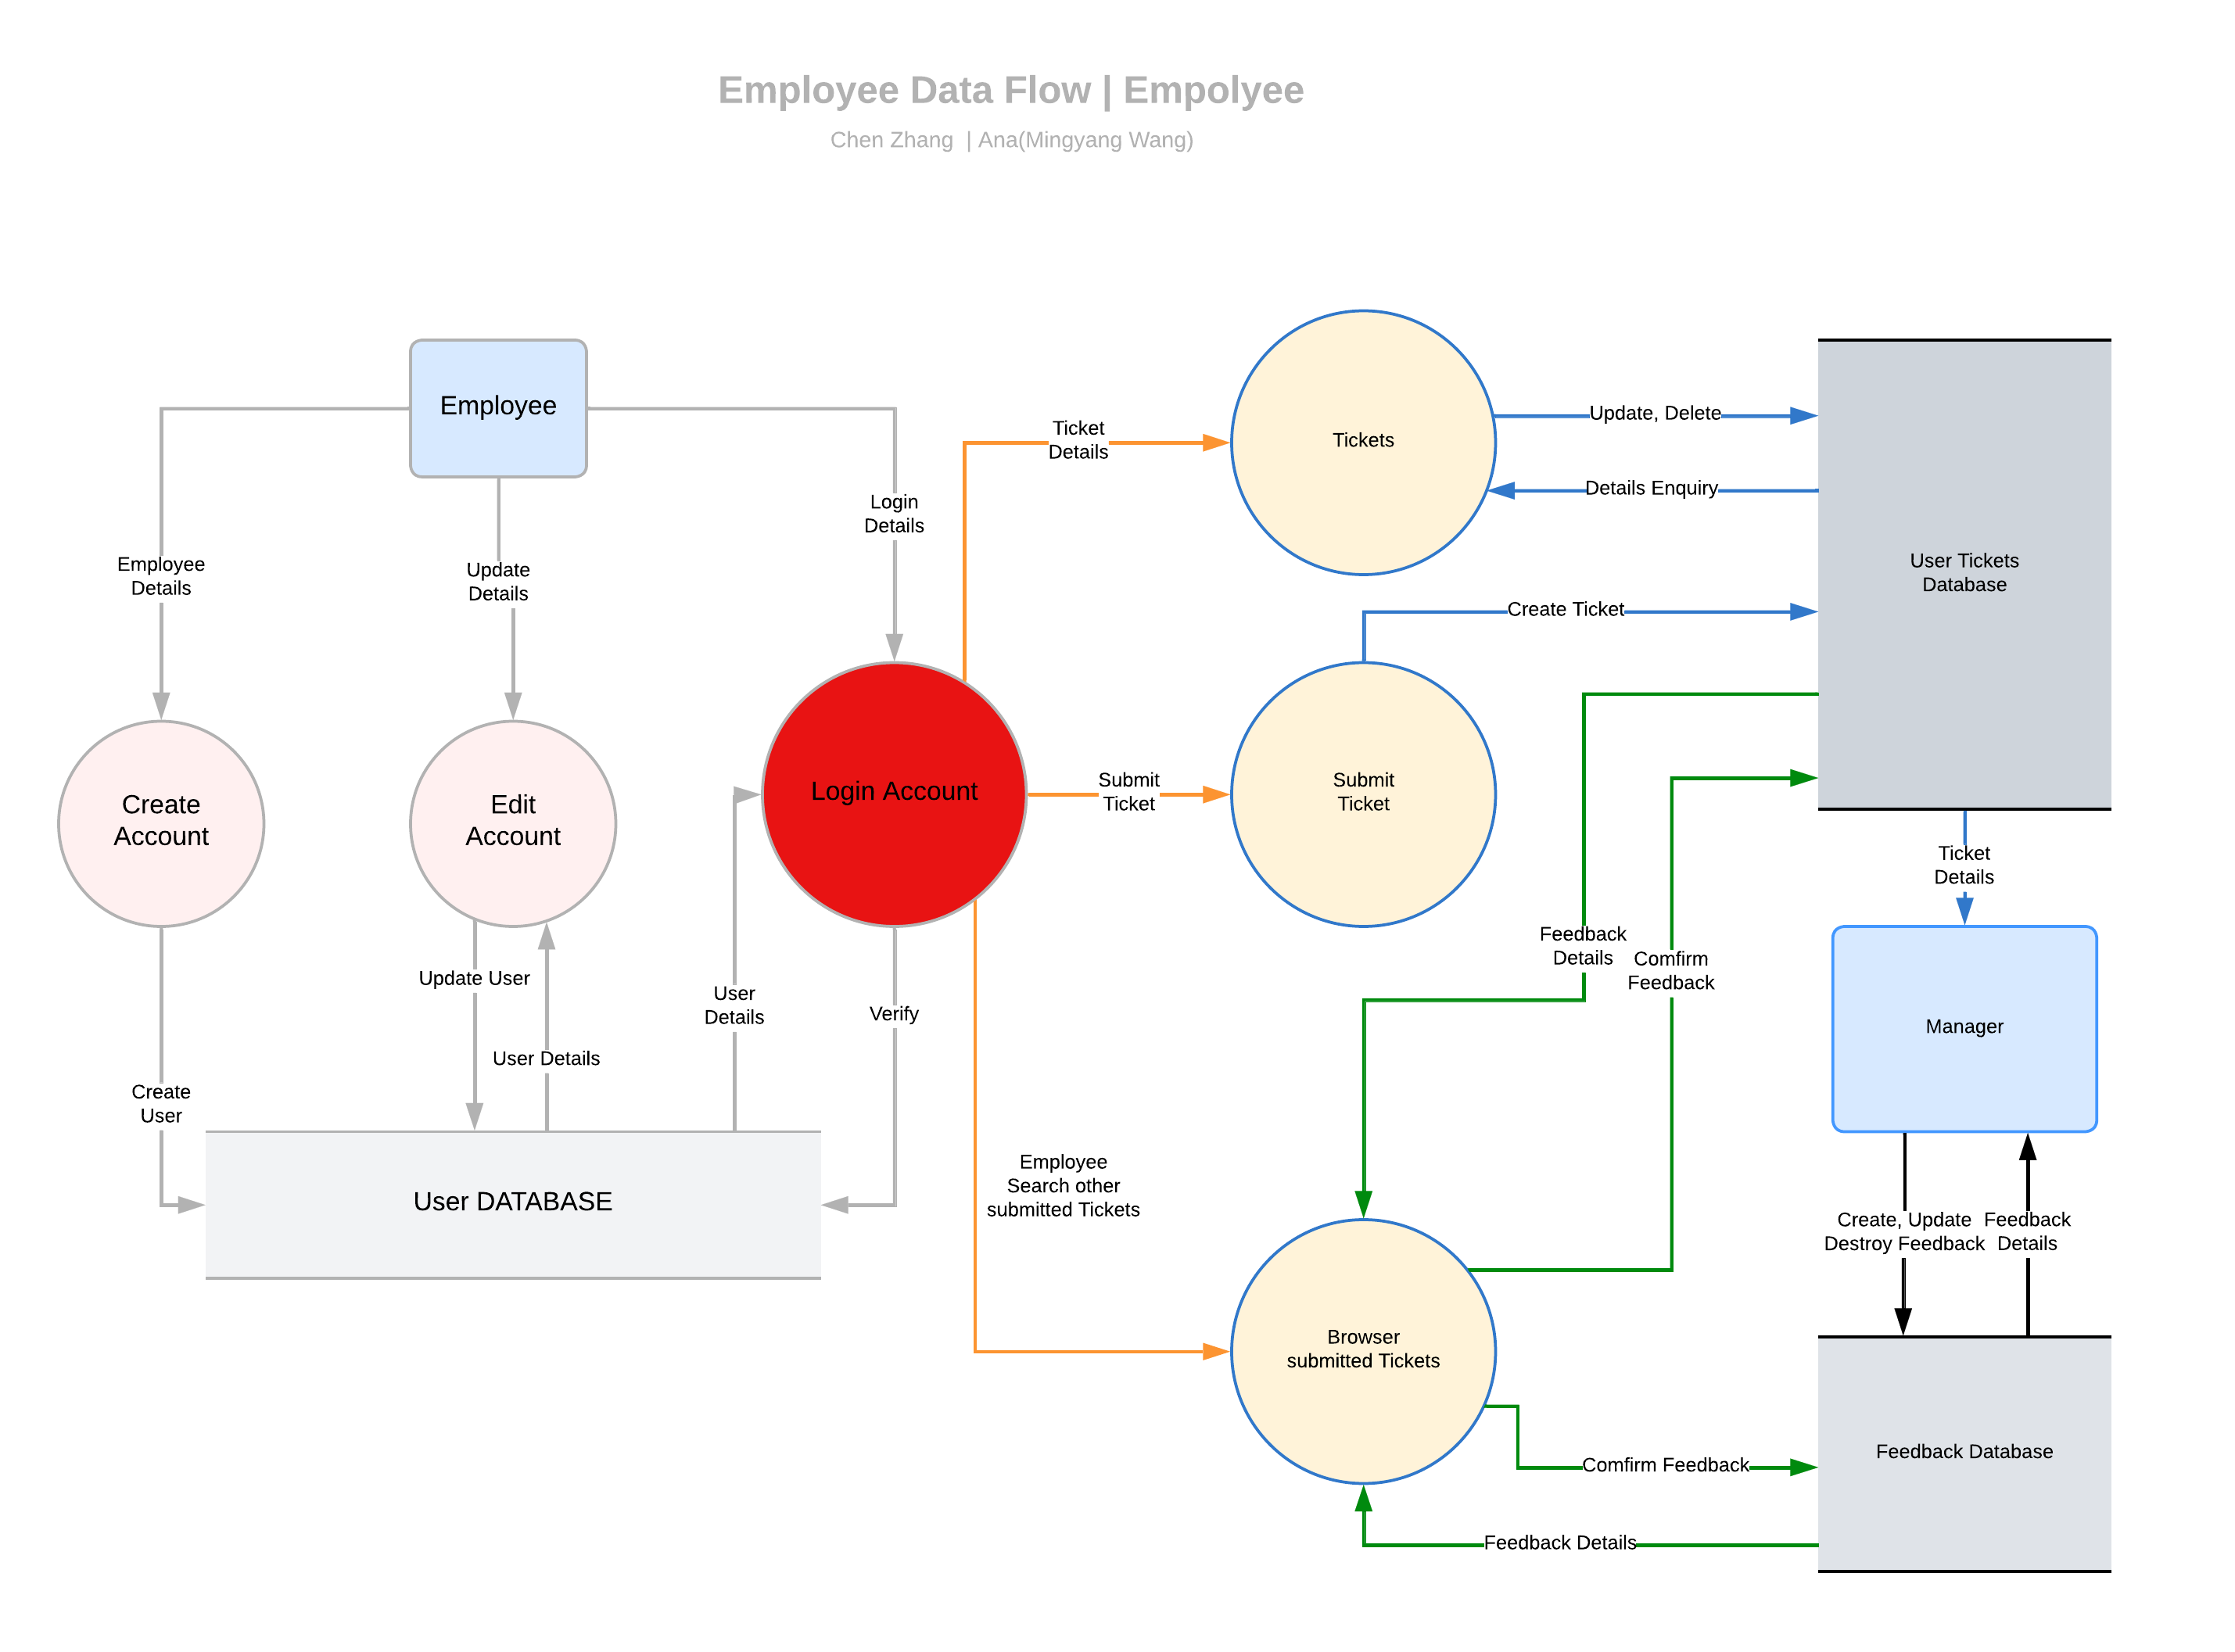 Employee Data Flow | Empolyee
Chen Zhang | Ana(Mingyang Wang)
Employee
Employee
Details
Update
Details
Login
Details
Create
Account
Edit
Account
Login Account
Update User
User Details
User
Details
Verify
Create
User
User DATABASE
Ticket
Details
Submit
Ticket
Employee
Search other
submitted Tickets
Tickets
Update, Delete
Details Enquiry
Create Ticket
Submit
Ticket
User Tickets
Database
Feedback
Details
Comfirm
Feedback
Ticket
Details
Manager
Create, Update
Destroy Feedback
Feedback
Details
Browser
submitted Tickets
Comfirm Feedback
Feedback Details
Feedback Database